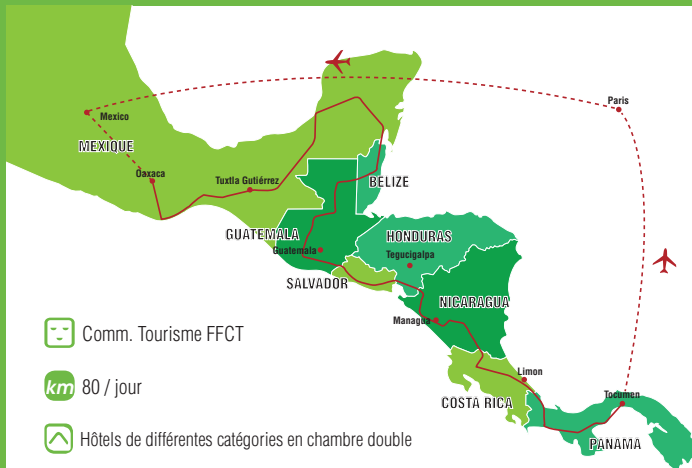 Mexico
Paris
MEXIQUE
Oaxaca
Tuxtla Gutiérrez
BELIZE
GUATEMALA
HONDURAS
Guatemala
Tegucigalpa
SALVADOR
NICARAGUA
Managua
Limon
COSTA RICA
Tocumen
PANAMA
Comm. Tourisme FFCT
km 80 / jour
Hôtels de différentes catégories en chambre double